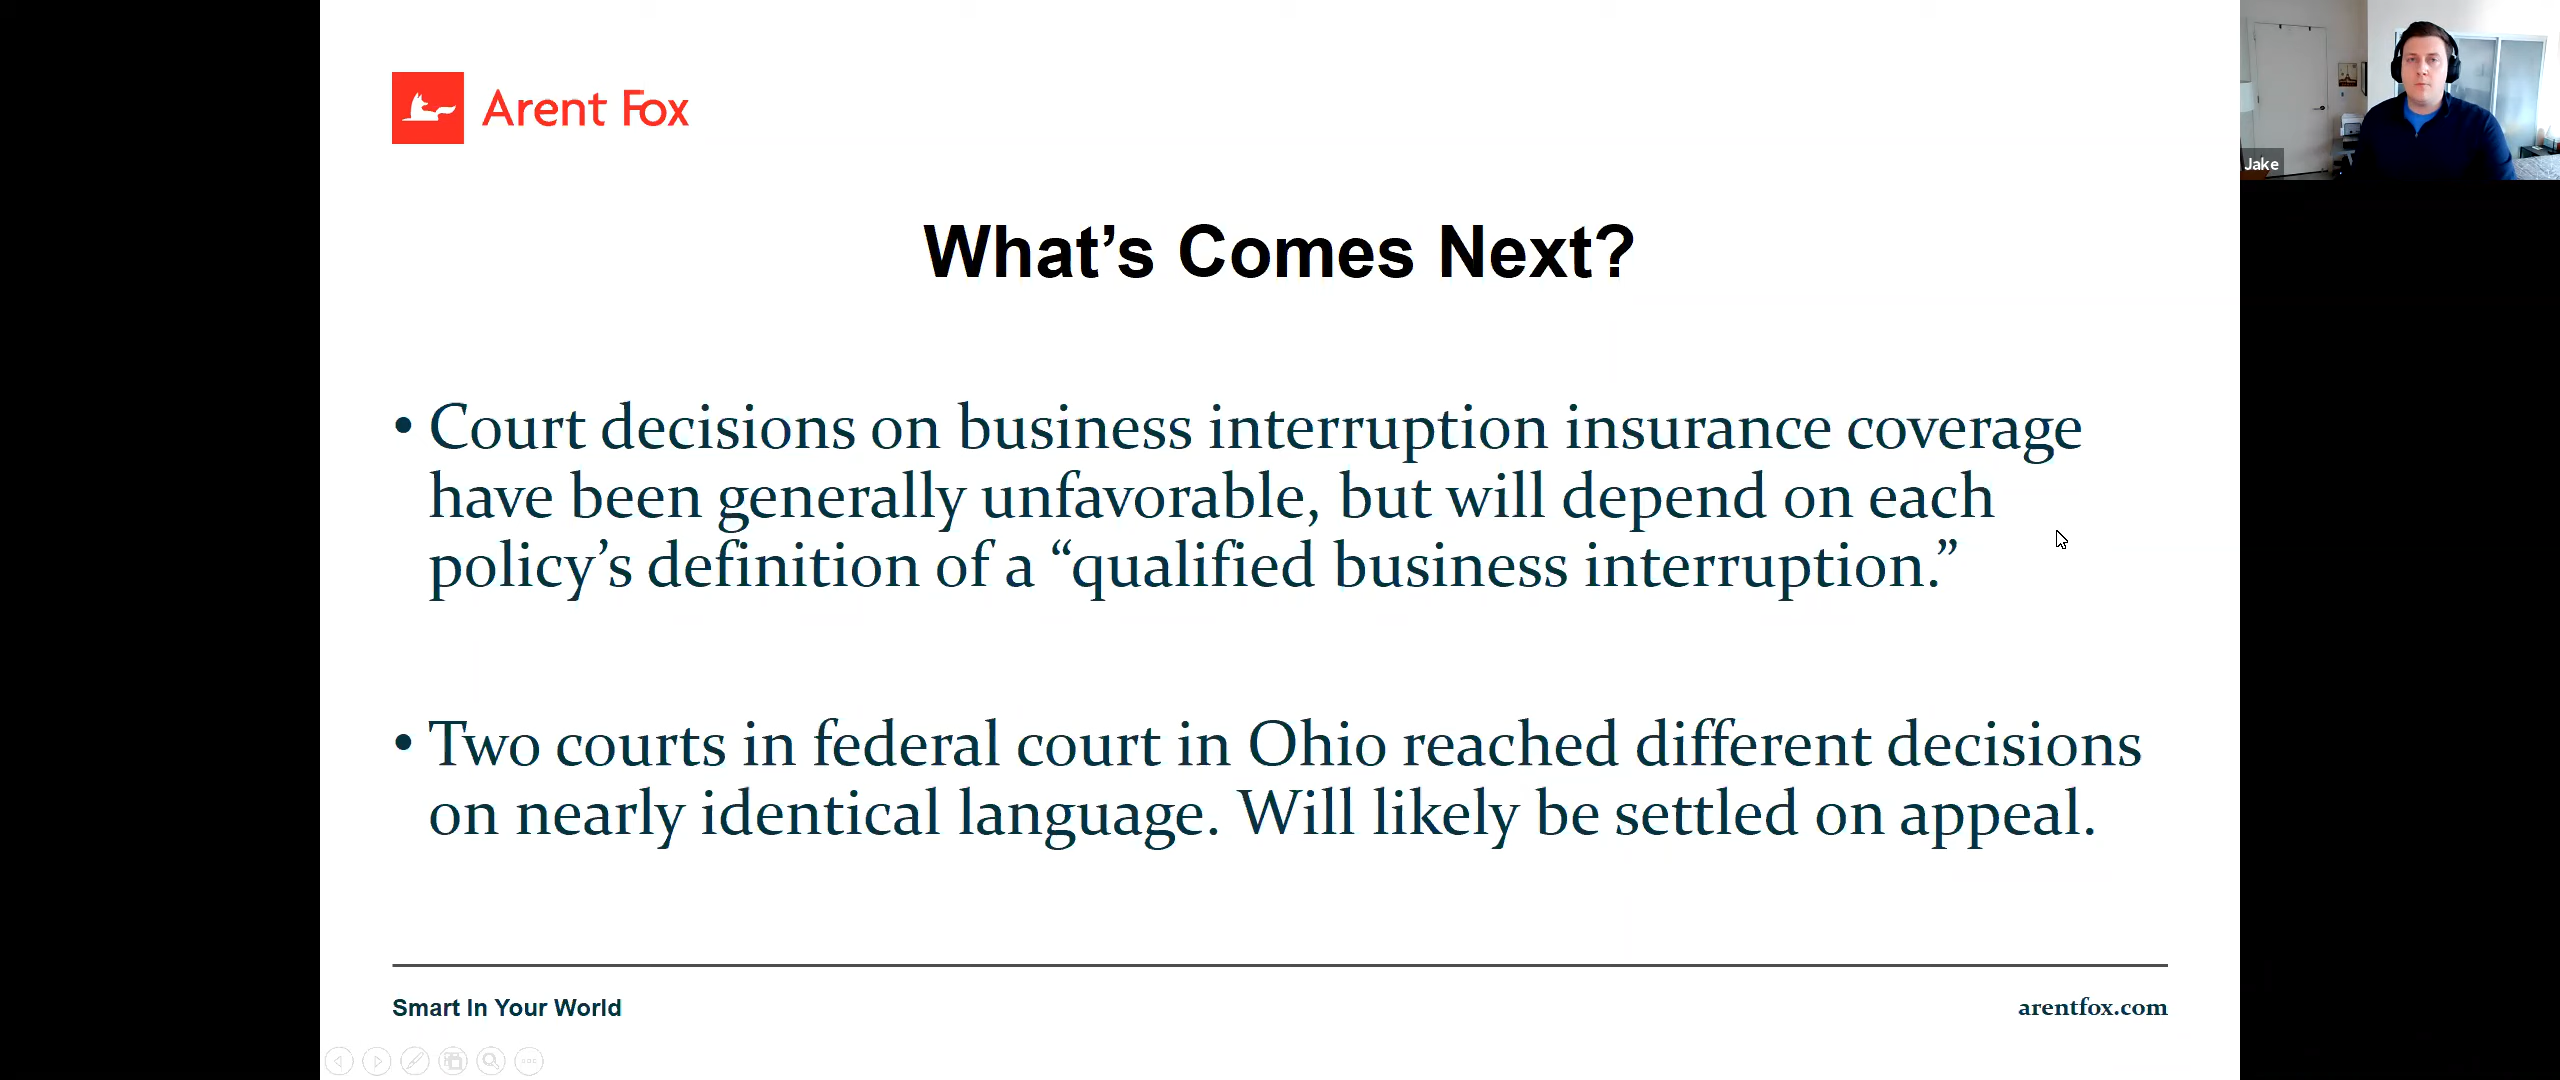 Arent Fox
Jake
What’s Comes Next?
• Court decisions on business interruption insurance coverage
have been generally unfavorable, but will depend on each
policy’s definition of a “qualified business interruption.”
• Two courts in federal court in Ohio reached different decisions
on nearly identical language. Will likely be settled on appeal.
Smart In Your World
arentfox.com